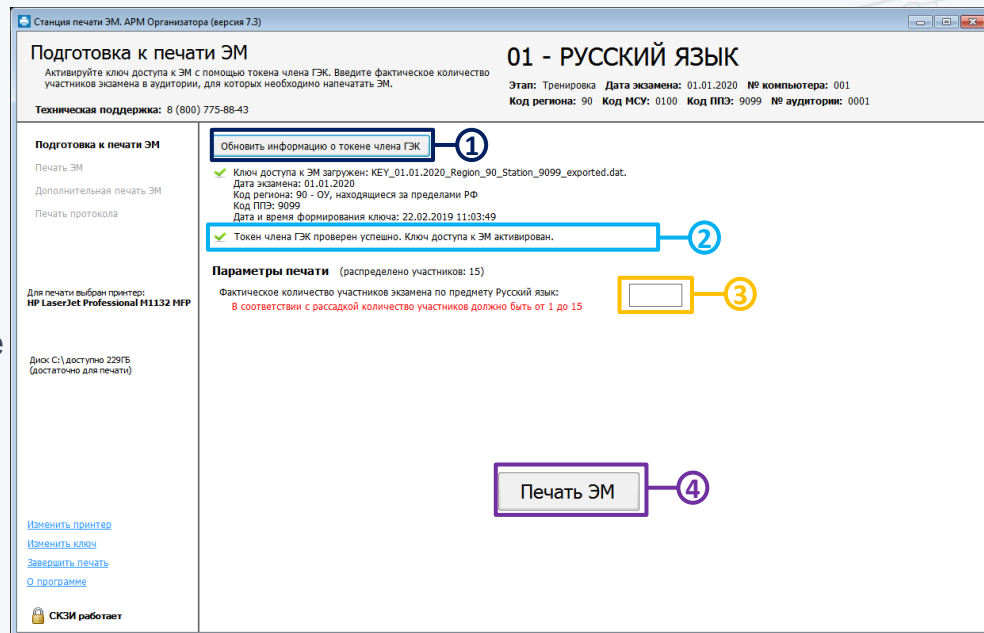 Станция печати ЭМ. АРМ Организатора (версия 7.3)
Подготовка к печати ЭМ
Активируйте ключ доступа к ЭМ с помощью токена члена ГЭК. Введите фактическое количество
участников экзамена в аудитории, для которых необходимо напечатать ЭМ.
Техническая поддержка: 8 (800) 775-88-43
01 - РУССКИЙ ЯЗЫК
Этап: Тренировка Дата экзамена: 01.01.2020 № компьютера: 001
Код региона: 90 Код МСУ: 0100 Код ППЭ: 9099 № аудитории: 0001
Подготовка к печати ЭМ
Печать ЭМ
Дополнительная печать ЭМ
Печать протокола
Для печати выбран принтер:
HP LaserJet Professional M1132 MFP
е
Диск C:\ доступно 229ГБ
(достаточно для печати)
Изменить принтер
Изменить ключ
Завершить печать
О программе
СКЗИ работает
Обновить информацию о токене члена ГЭК
1
Ключ доступа к ЭМ загружен: KEY_01.01.2020_Region_90_Station_9099_exported.dat.
Дата экзамена: 01.01.2020
Код региона: 90 - ОУ, находящиеся за пределами РФ
Код ППЭ: 9099
Дата и время формирования ключа: 22.02.2019 11:03:49
Токен члена ГЭК проверен успешно. Ключ доступа к ЭМ активирован.
2
Параметры печати (распределено участников: 15)
Фактическое количество участников экзамена по предмету Русский язык:
3
В соответствии с рассадкой количество участников должно быть от 1 до 15
Печать ЭМ
4